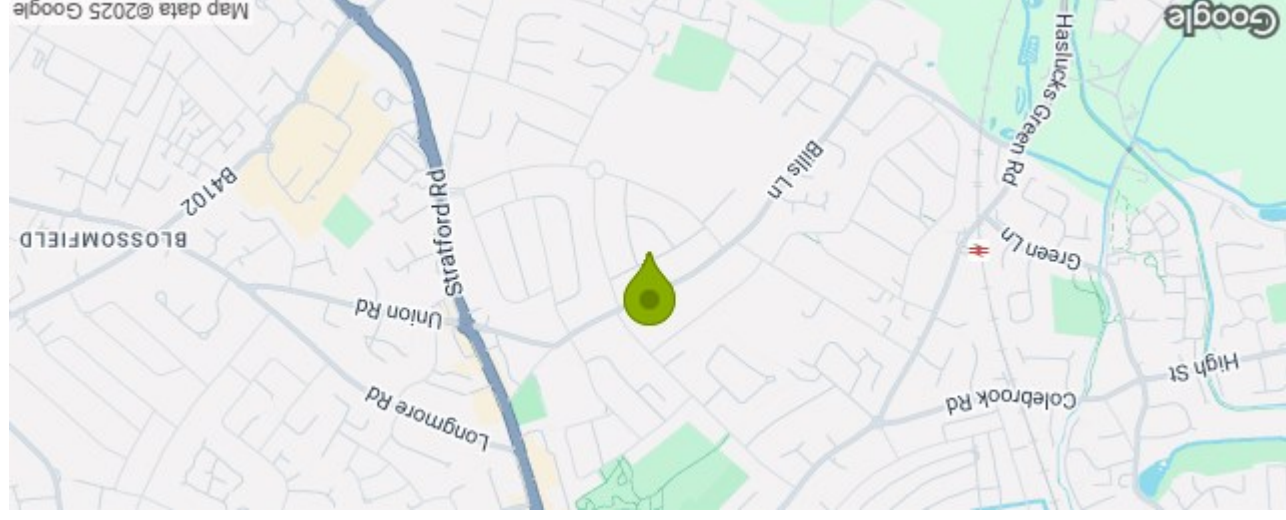 Map data ©2025 Google
Google
Haslucks Green Rd
Bills Ln
B4102
Stratford Rd
BLOSSOMFIELD
Green Ln
Union Rd
High St
Colebrook Rd
Longmore Rd